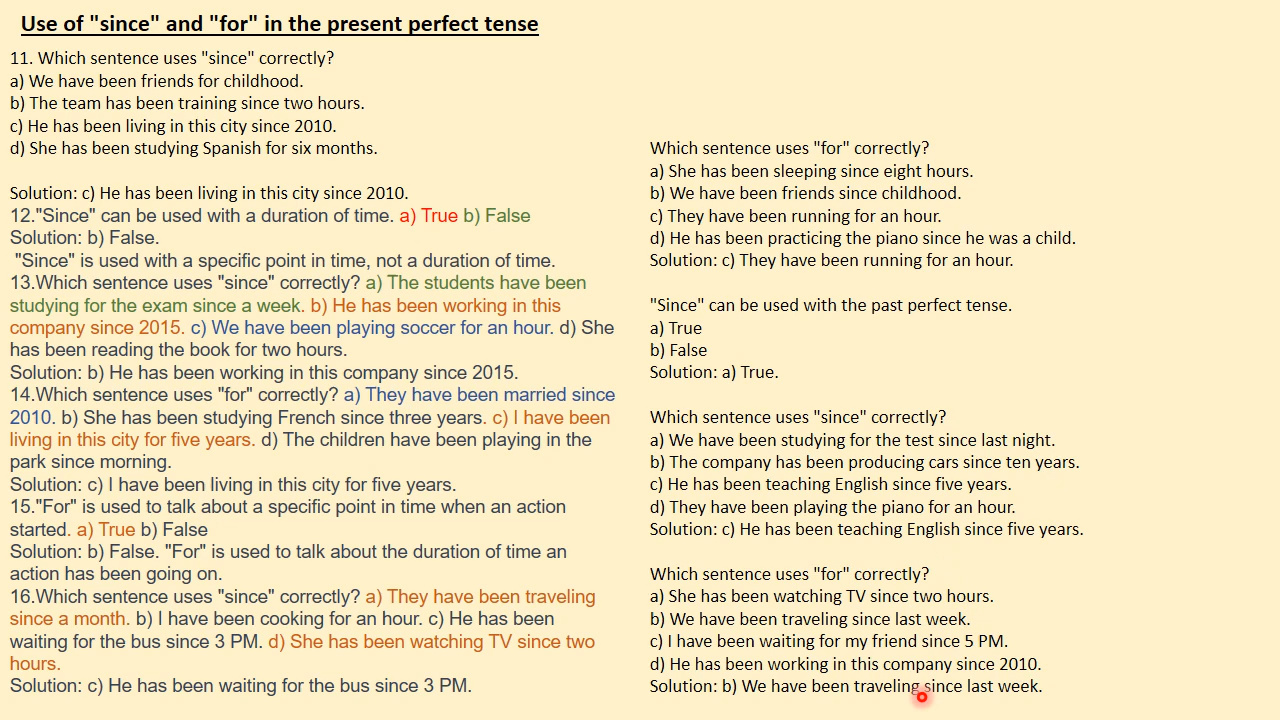 Use of "since" and "for" in the present perfect tense
11. Which sentence uses "since" correctly?
a) We have been friends for childhood.
b) The team has been training since two hours.
c) He has been living in this city since 2010.
d) She has been studying Spanish for six months.
Solution: c) He has been living in this city since 2010.
12."Since" can be used with a duration of time. a) True b) False
Solution: b) False.
"Since" is used with a specific point in time, not a duration of time.
13.Which sentence uses "since" correctly? a) The students have been
studying for the exam since a week. b) He has been working in this
company since 2015. c) We have been playing soccer for an hour. d) She
has been reading the book for two hours.
Solution: b) He has been working in this company since 2015.
14.Which sentence uses "for" correctly? a) They have been married since
2010. b) She has been studying French since three years. c) I have been
living in this city for five years. d) The children have been playing in the
park since morning.
Solution: c) I have been living in this city for five years.
15."For" is used to talk about a specific point in time when an action
started. a) True b) False
Solution: b) False. "For" is used to talk about the duration of time an
action has been going on.
16.Which sentence uses "since" correctly? a) They have been traveling
since a month. b) I have been cooking for an hour. c) He has been
waiting for the bus since 3 PM. d) She has been watching TV since two
hours.
Solution: c) He has been waiting for the bus since 3 PM.
Which sentence uses "for" correctly?
a) She has been sleeping since eight hours.
b) We have been friends since childhood.
c) They have been running for an hour.
d) He has been practicing the piano since he was a child.
Solution: c) They have been running for an hour.
"Since" can be used with the past perfect tense.
a) True
b) False
Solution: a) True.
Which sentence uses "since" correctly?
a) We have been studying for the test since last night.
b) The company has been producing cars since ten years.
c) He has been teaching English since five years.
d) They have been playing the piano for an hour.
Solution: c) He has been teaching English since five years.
Which sentence uses "for" correctly?
a) She has been watching TV since two hours.
b) We have been traveling since last week.
c) I have been waiting for my friend since 5 PM.
d) He has been working in this company since 2010.
Solution: b) We have been traveling since last week.